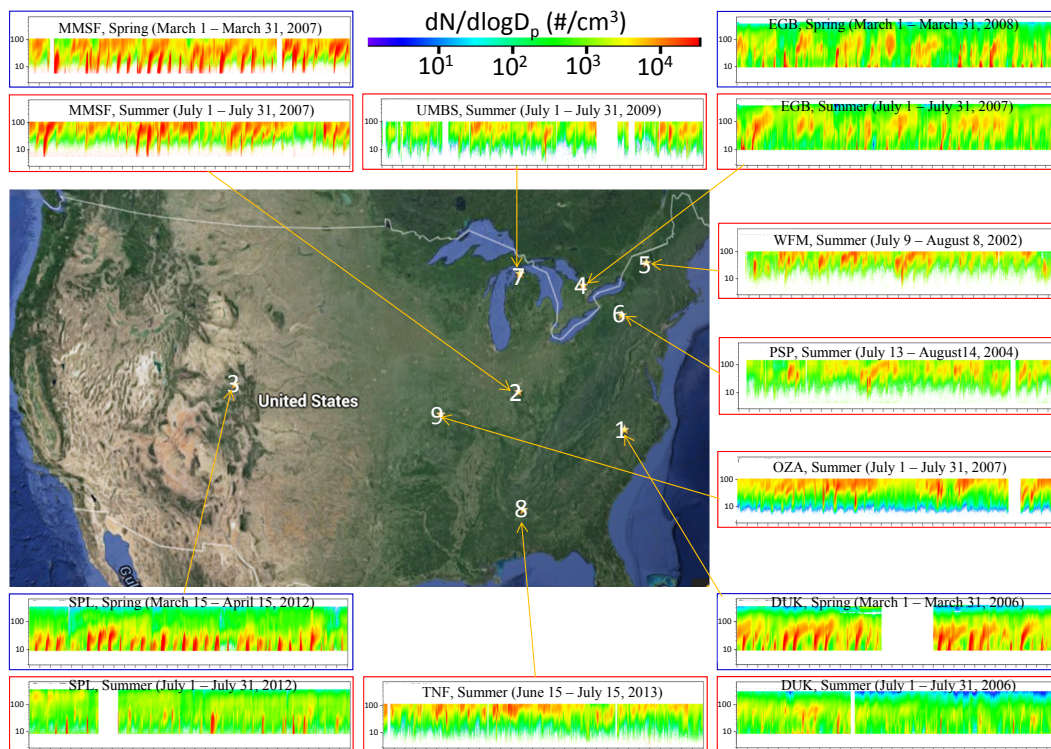 MMSF, Spring (March 1 – March 31, 2007)
100
10
dN/dlogDp (#/cm3)
10¹ 10² 10³ 10⁴
EGB, Spring (March 1 – March 31, 2008)
100
10
MMSF, Summer (July 1 – July 31, 2007)
100
10
UMBS, Summer (July 1 – July 31, 2009)
100
10
EGB, Summer (July 1 – July 31, 2007)
100
10
WFM, Summer (July 9 – August 8, 2002)
100
10
5
7
4
6
PSP, Summer (July 13 – August14, 2004)
100
10
3
United States
2
9
1
OZA, Summer (July 1 – July 31, 2007)
100
10
8
Gul
SPL, Spring (March 15 – April 15, 2012)
100
10
DUK, Spring (March 1 – March 31, 2006)
100
10
SPL, Summer (July 1 – July 31, 2012)
100
10
TNF, Summer (June 15 – July 15, 2013)
100
10
DUK, Summer (July 1 – July 31, 2006)
100
10